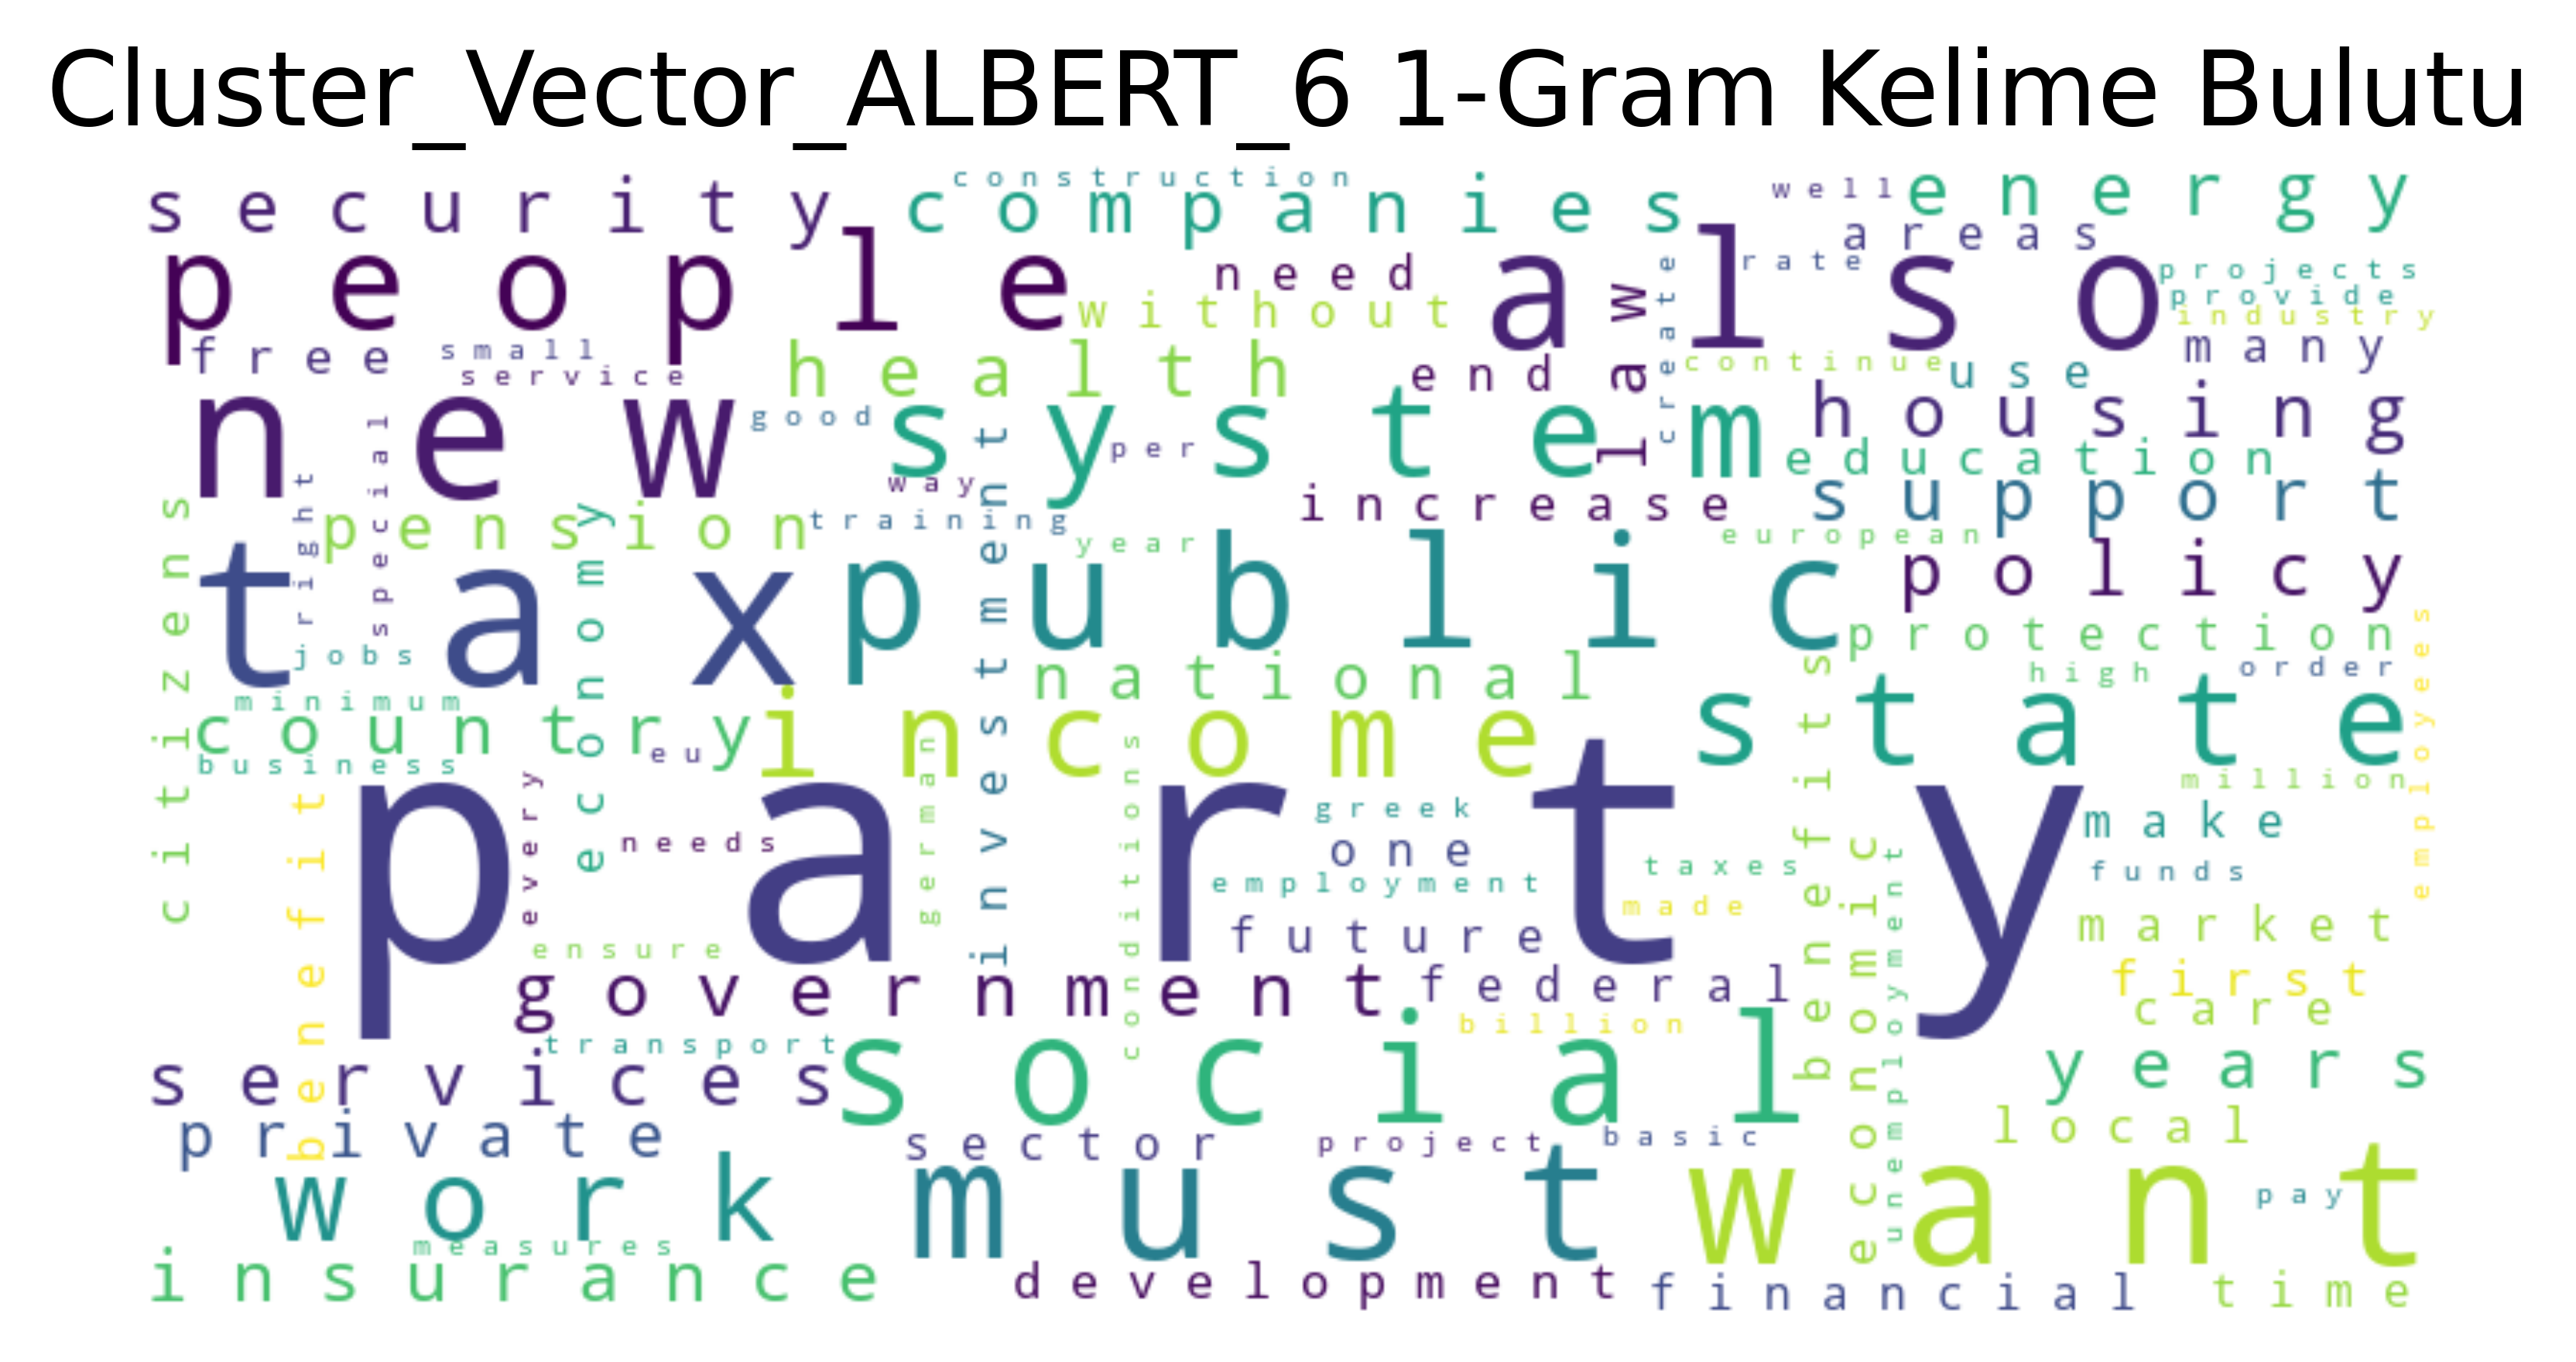 Cluster_Vector_ALBERT_6 1-Gram Kelime Bulutu
construction
security
companies
well
energy
areas
people
need
also
rate
projects
provide
industry
without
law
create
free
small
service
health
end
continue
use
many
new
good
system
per
housing
education
special
right
way
increase
support
citizens
pension
economy
training
investment
year
european
policy
tax
public
protection
jobs
national
high
order
employees
minimum
country
income
state
business
eu
german
conditions
benefits
million
benefit
every
party
greek
make
needs
one
taxes
funds
employment
economic
unemployment
made
future
market
ensure
government
federal
first
care
billion
transport
social
services
years
private
sector
project
basic
local
work
must
want
pay
measures
insurance
development
financial
time